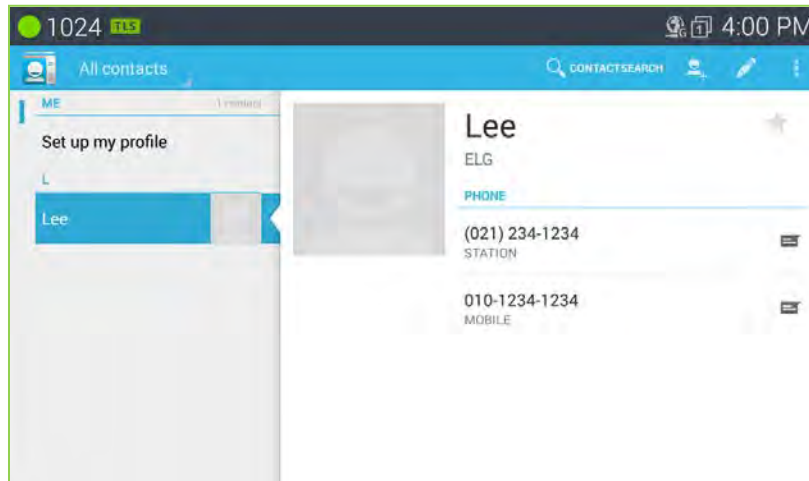 1024 TLS 1 4:00 PM
All contacts CONTACTSEARCH
ME
Set up my profile
L
Lee
Lee
ELG
PHONE
(021) 234-1234
STATION
010-1234-1234
MOBILE